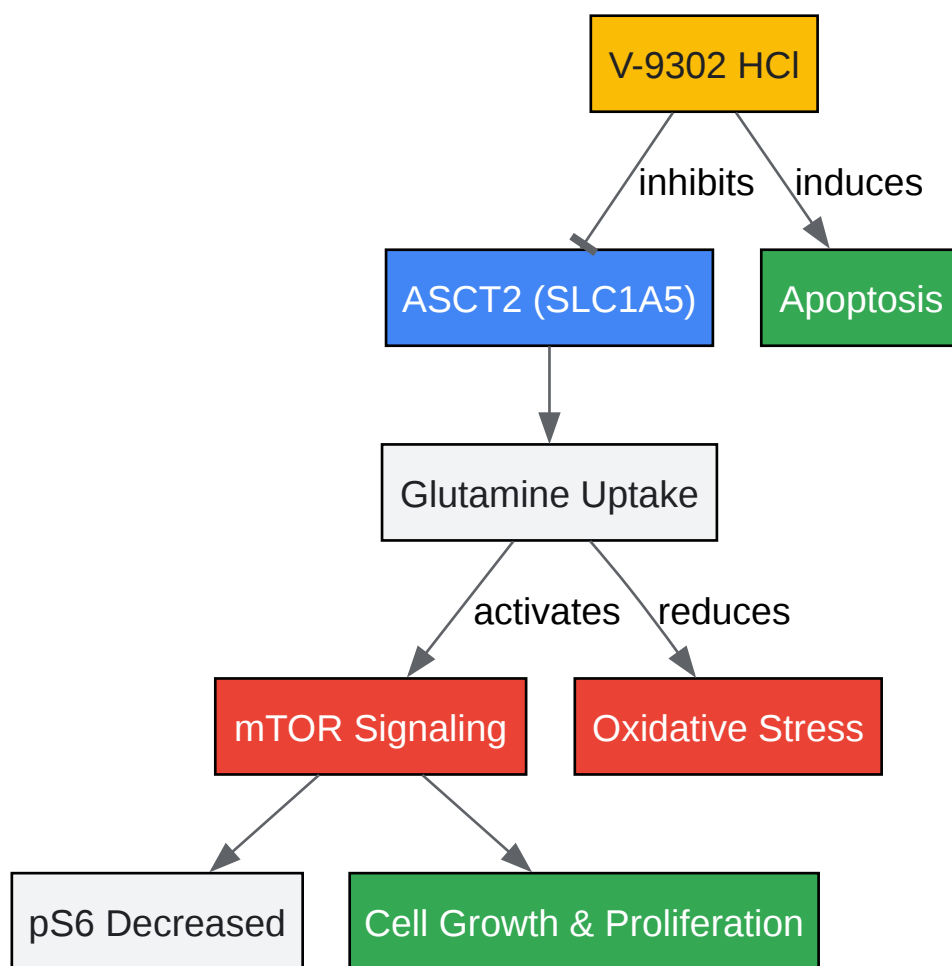 V-9302 HCl
inhibits
induces
ASCT2 (SLC1A5)
Apoptosis
Glutamine Uptake
activates
reduces
mTOR Signaling
Oxidative Stress
pS6 Decreased
Cell Growth & Proliferation